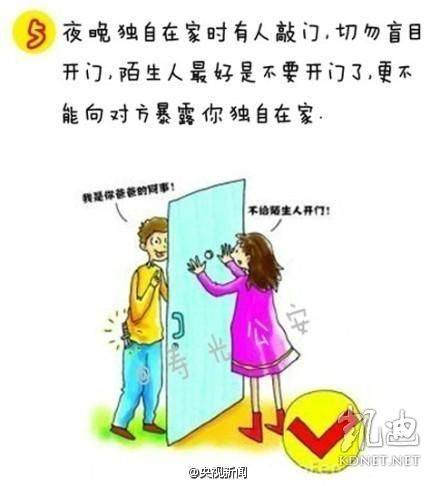 5
夜晚独自在家时有人敲门,切勿盲目
开门,陌生人最好是不要开门了,更不
能向对方暴露你独自在家.
我是你爸爸的同事!
不给陌生人开门!
@寿光公安
凯迪
KDNET.NET
@央视新闻